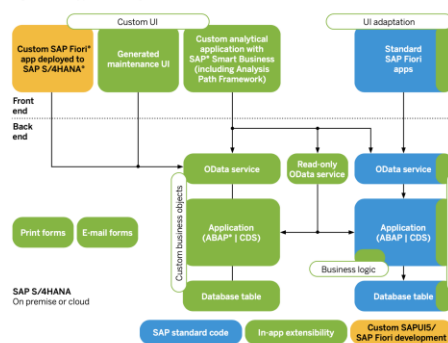 Custom UI
UI adaptation
Custom SAP Fiori®
app deployed to
SAP S/4HANA®
Generated
maintenance UI
Custom analytical
application with
SAP® Smart Business
(including Analysis
Path Framework)
Standard
SAP Fiori
apps
Front
end
Back
end
OData service
Read-only
OData service
OData service
Custom business objects
Print forms
E-mail forms
Application
(ABAP® | CDS)
Application
(ABAP | CDS)
Business logic
Database table
Database table
SAP S/4HANA
On premise or cloud
SAP standard code
In-app extensibility
Custom SAPUI5/
SAP Fiori development